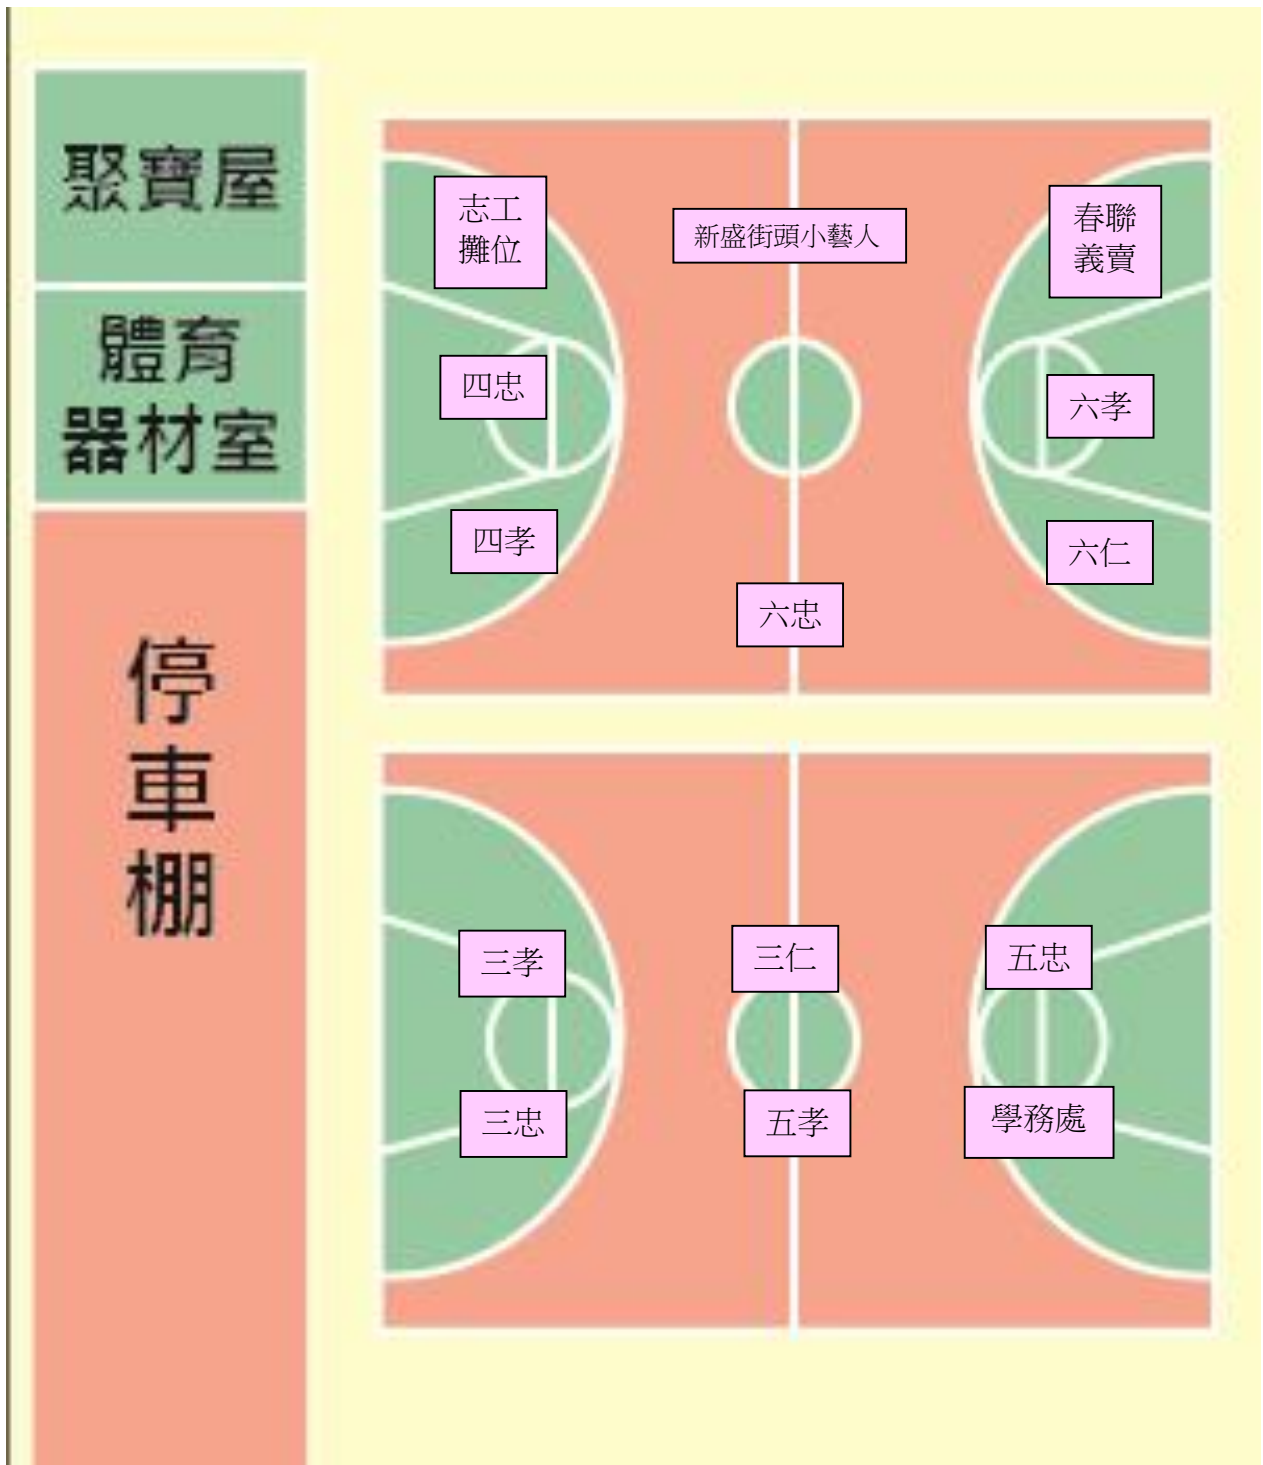 聚寶屋
體育
器材室
停
車
棚
志工
攤位
新盛街頭小藝人
春聯
義賣
四忠
六孝
四孝
六仁
六忠
三孝
三仁
五忠
三忠
五孝
學務處